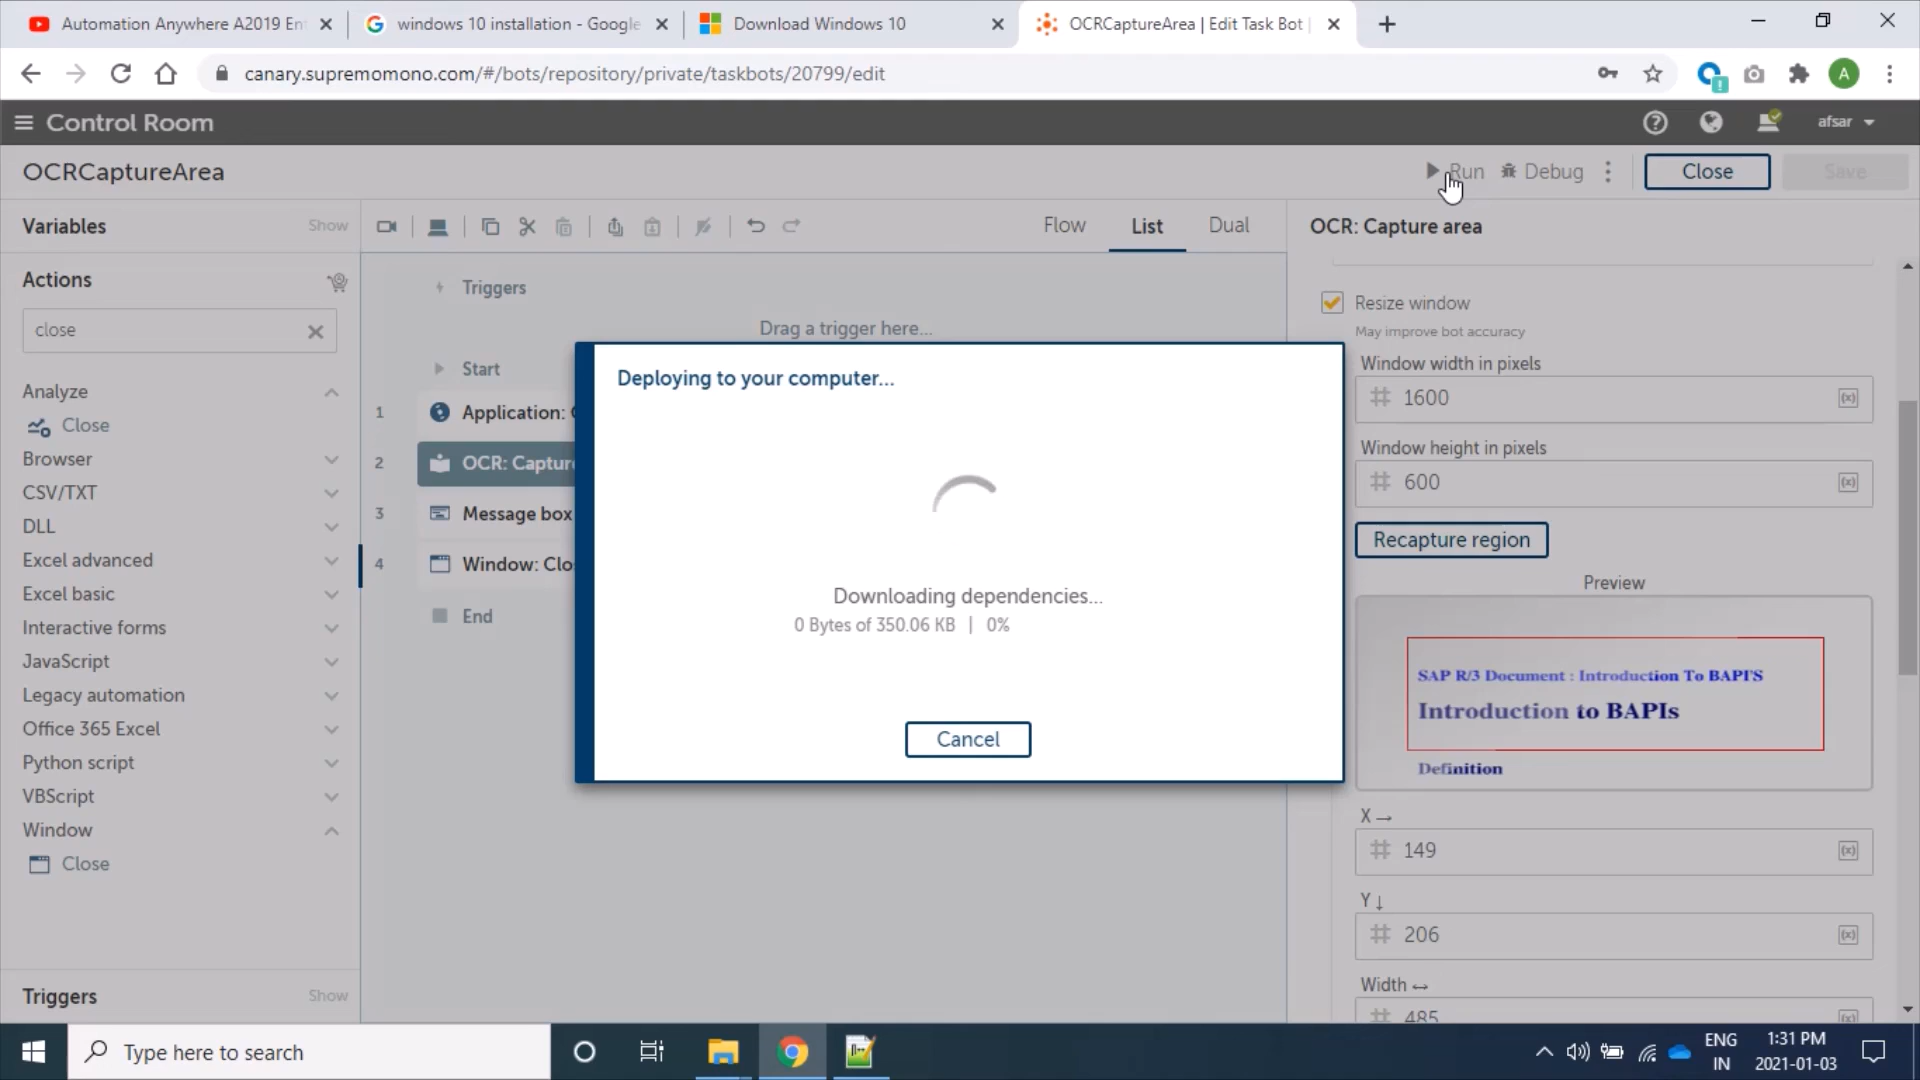 Automation Anywhere A2019 En
windows 10 installation - Google
Download Windows 10
OCRCaptureArea | Edit Task Bot |
canary.supremomono.com/#/bots/repository/private/taskbots/20799/edit
A
Control Room
afsar
OCRCaptureArea
Run
Debug
Close
Save
Variables
Show
Flow
List
Dual
OCR: Capture area
Actions
close
Analyze
Close
Browser
CSV/TXT
DLL
Excel advanced
Excel basic
Interactive forms
JavaScript
Legacy automation
Office 365 Excel
Python script
VBScript
Window
Close
Triggers
Show
Triggers
Drag a trigger here...
Start
1
Application:
2
OCR: Capture
3
Message box
4
Window: Clo
End
Deploying to your computer...
Downloading dependencies...
0 Bytes of 350.06 KB | 0%
Cancel
Resize window
May improve bot accuracy
Window width in pixels
# 1600
(x)
Window height in pixels
# 600
(x)
Recapture region
Preview
SAP R/3 Document : Introduction To BAPI'S
Introduction to BAPIs
Definition
X →
# 149
(x)
Y ↓
# 206
(x)
Width ↔
# 485
(x)
Type here to search
ENG
IN
1:31 PM
2021-01-03